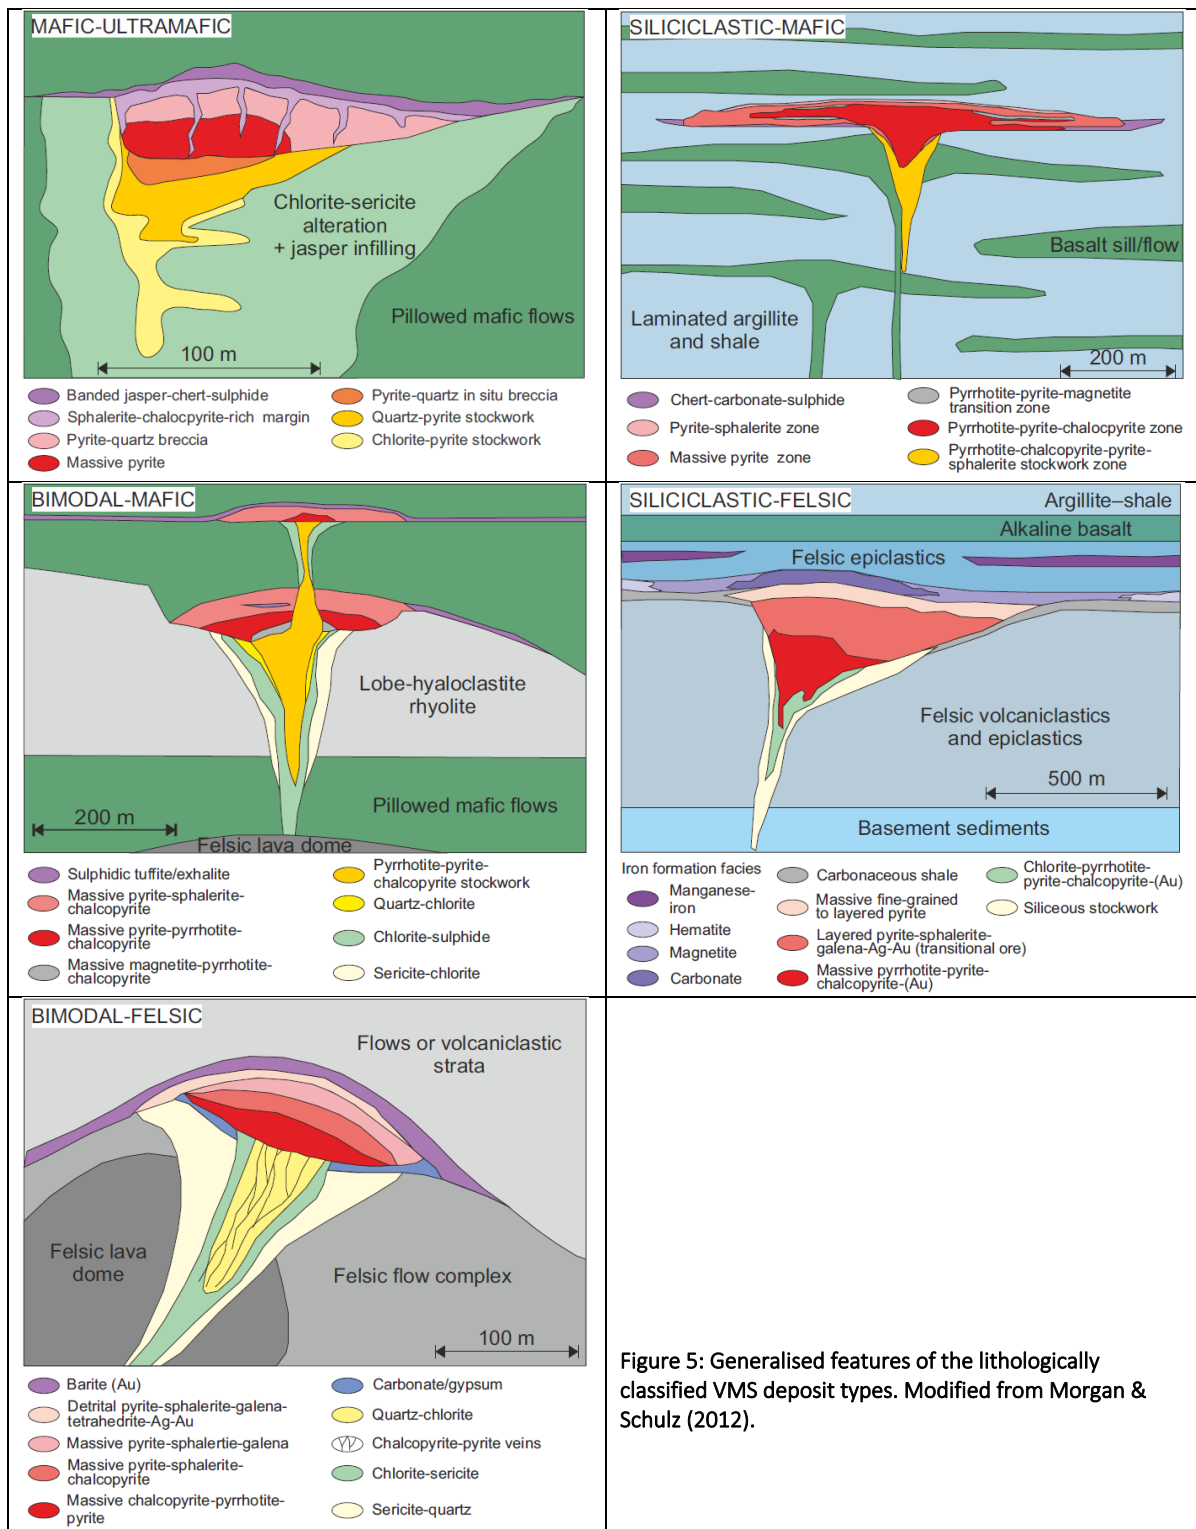 MAFIC-ULTRAMAFIC
Chlorite-sericite
alteration
+ jasper infilling
Pillowed mafic flows
100 m
Banded jasper-chert-sulphide
Sphalerite-chalocpyrite-rich margin
Pyrite-quartz breccia
Massive pyrite
Pyrite-quartz in situ breccia
Quartz-pyrite stockwork
Chlorite-pyrite stockwork
SILICICLASTIC-MAFIC
Basalt sill/flow
Laminated argillite
and shale
200 m
Chert-carbonate-sulphide
Pyrite-sphalerite zone
Massive pyrite zone
Pyrrhotite-pyrite-magnetite
transition zone
Pyrrhotite-pyrite-chalocpyrite zone
Pyrrhotite-chalcopyrite-pyrite-
sphalerite stockwork zone
BIMODAL-MAFIC
Lobe-hyaloclastite
rhyolite
Pillowed mafic flows
200 m
Felsic lava dome
Sulphidic tuffite/exhalite
Massive pyrite-sphalerite-
chalcopyrite
Massive pyrite-pyrrhotite-
chalcopyrite
Massive magnetite-pyrrhotite-
chalcopyrite
Pyrrhotite-pyrite-
chalcopyrite stockwork
Quartz-chlorite
Chlorite-sulphide
Sericite-chlorite
SILICICLASTIC-FELSIC
Argillite–shale
Alkaline basalt
Felsic epiclastics
Felsic volcaniclastics
and epiclastics
500 m
Basement sediments
Iron formation facies
Manganese-
iron
Hematite
Magnetite
Carbonate
Carbonaceous shale
Massive fine-grained
to layered pyrite
Layered pyrite-sphalerite-
galena-Ag-Au (transitional ore)
Massive pyrrhotite-pyrite-
chalcopyrite-(Au)
Chlorite-pyrrhotite-
pyrite-chalcopyrite-(Au)
Siliceous stockwork
BIMODAL-FELSIC
Flows or volcaniclastic
strata
Felsic lava
dome
Felsic flow complex
100 m
Barite (Au)
Detrital pyrite-sphalerite-galena-
tetrahedrite-Ag-Au
Massive pyrite-sphalertie-galena
Massive pyrite-sphalerite-
chalcopyrite
Massive chalcopyrite-pyrrhotite-
pyrite
Carbonate/gypsum
Quartz-chlorite
Chalcopyrite-pyrite veins
Chlorite-sericite
Sericite-quartz
Figure 5: Generalised features of the lithologically
classified VMS deposit types. Modified from Morgan &
Schulz (2012).